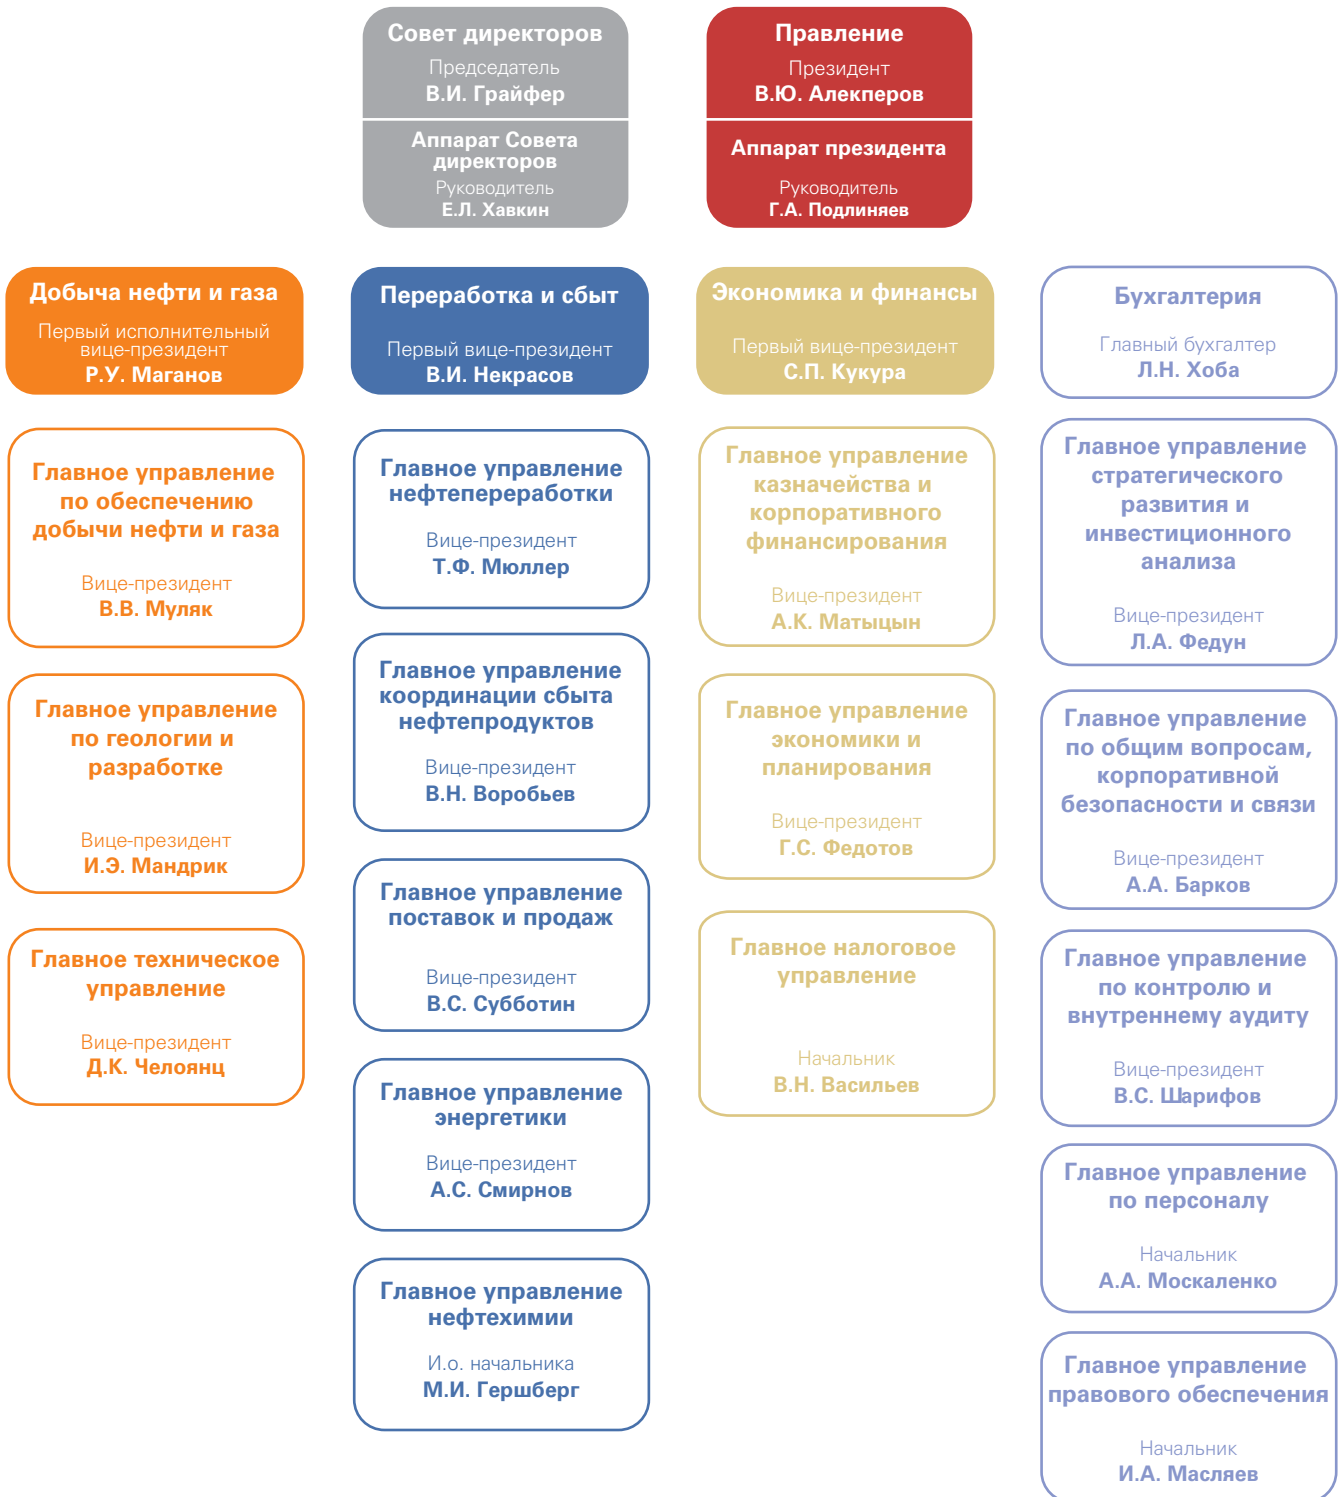 Совет директоров
Председатель
В.И. Грайфер
Аппарат Совета
директоров
Руководитель
Е.Л. Хавкин
Правление
Президент
В.Ю. Алекперов
Аппарат президента
Руководитель
Г.А. Подлиняев
Добыча нефти и газа
Первый исполнительный
вице-президент
Р.У. Маганов
Главное управление
по обеспечению
добычи нефти и газа
Вице-президент
В.В. Муляк
Главное управление
по геологии и
разработке
Вице-президент
И.Э. Мандрик
Главное техническое
управление
Вице-президент
Д.К. Челоянц
Переработка и сбыт
Первый вице-президент
В.И. Некрасов
Главное управление
нефтепереработки
Вице-президент
Т.Ф. Мюллер
Главное управление
координации сбыта
нефтепродуктов
Вице-президент
В.Н. Воробьев
Главное управление
поставок и продаж
Вице-президент
В.С. Субботин
Главное управление
энергетики
Вице-президент
А.С. Смирнов
Главное управление
нефтехимии
И.о. начальника
М.И. Гершберг
Экономика и финансы
Первый вице-президент
С.П. Кукура
Главное управление
казначейства и
корпоративного
финансирования
Вице-президент
А.К. Матыцын
Главное управление
экономики и
планирования
Вице-президент
Г.С. Федотов
Главное налоговое
управление
Начальник
В.Н. Васильев
Бухгалтерия
Главный бухгалтер
Л.Н. Хоба
Главное управление
стратегического
развития и
инвестиционного
анализа
Вице-президент
Л.А. Федун
Главное управление
по общим вопросам,
корпоративной
безопасности и связи
Вице-президент
А.А. Барков
Главное управление
по контролю и
внутреннему аудиту
Вице-президент
В.С. Шарифов
Главное управление
по персоналу
Начальник
А.А. Москаленко
Главное управление
правового обеспечения
Начальник
И.А. Масляев